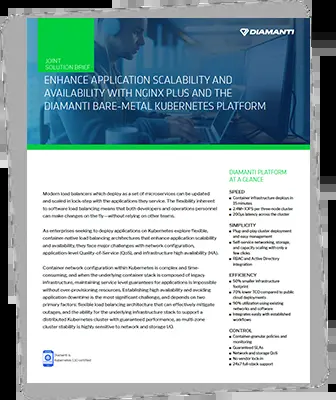 DIAMANTI
JOINT
SOLUTION BRIEF
ENHANCE APPLICATION SCALABILITY AND
AVAILABILITY WITH NGINX PLUS AND THE
DIAMANTI BARE-METAL KUBERNETES PLATFORM
Modern load balancers which deploy as a set of microservices can be updated
and scaled in lock-step with the applications they service. The flexibility inherent
to software load balancing means that both developers and operations personnel
can make changes on the fly—without relying on other teams.
As enterprises seeking to deploy applications on Kubernetes explore flexible,
container-native load balancing architectures that enhance application scalability
and availability, they face major challenges with network configuration,
application-level Quality-of-Service (QoS), and infrastructure high availability (HA).
Container network configuration within Kubernetes is complex and time-
consuming, and when the underlying container stack is composed of legacy
infrastructure, maintaining service level guarantees for applications is impossible
without over-provisioning resources. Establishing high availability and avoiding
application downtime is the most significant challenge, and depends on two
primary factors: flexible load balancing architecture that can effectively mitigate
outages, and the ability for the underlying infrastructure stack to support a
distributed Kubernetes cluster with guaranteed performance, as multi-zone
cluster stability is highly sensitive to network and storage I/O.
Diamanti is
Kubernetes 1.10 certified
DIAMANTI PLATFORM
AT A GLANCE
SPEED
Container infrastructure deploys in
15 minutes
2.4M+ IOPS per three-node cluster
200μs latency across the cluster
SIMPLICITY
Plug-and-play cluster deployment
and easy management
Self-service networking, storage,
and capacity scaling with only a
few clicks
RBAC and Active Directory
integration
EFFICIENCY
50% smaller infrastructure
footprint
70% lower TCO compared to public
cloud deployments
90% utilization using existing
networks and software
Integrates easily with established
workflows
CONTROL
Container-granular policies and
monitoring
Guaranteed SLAs
Network and storage QoS
No vendor lock-in
24x7 full-stack support